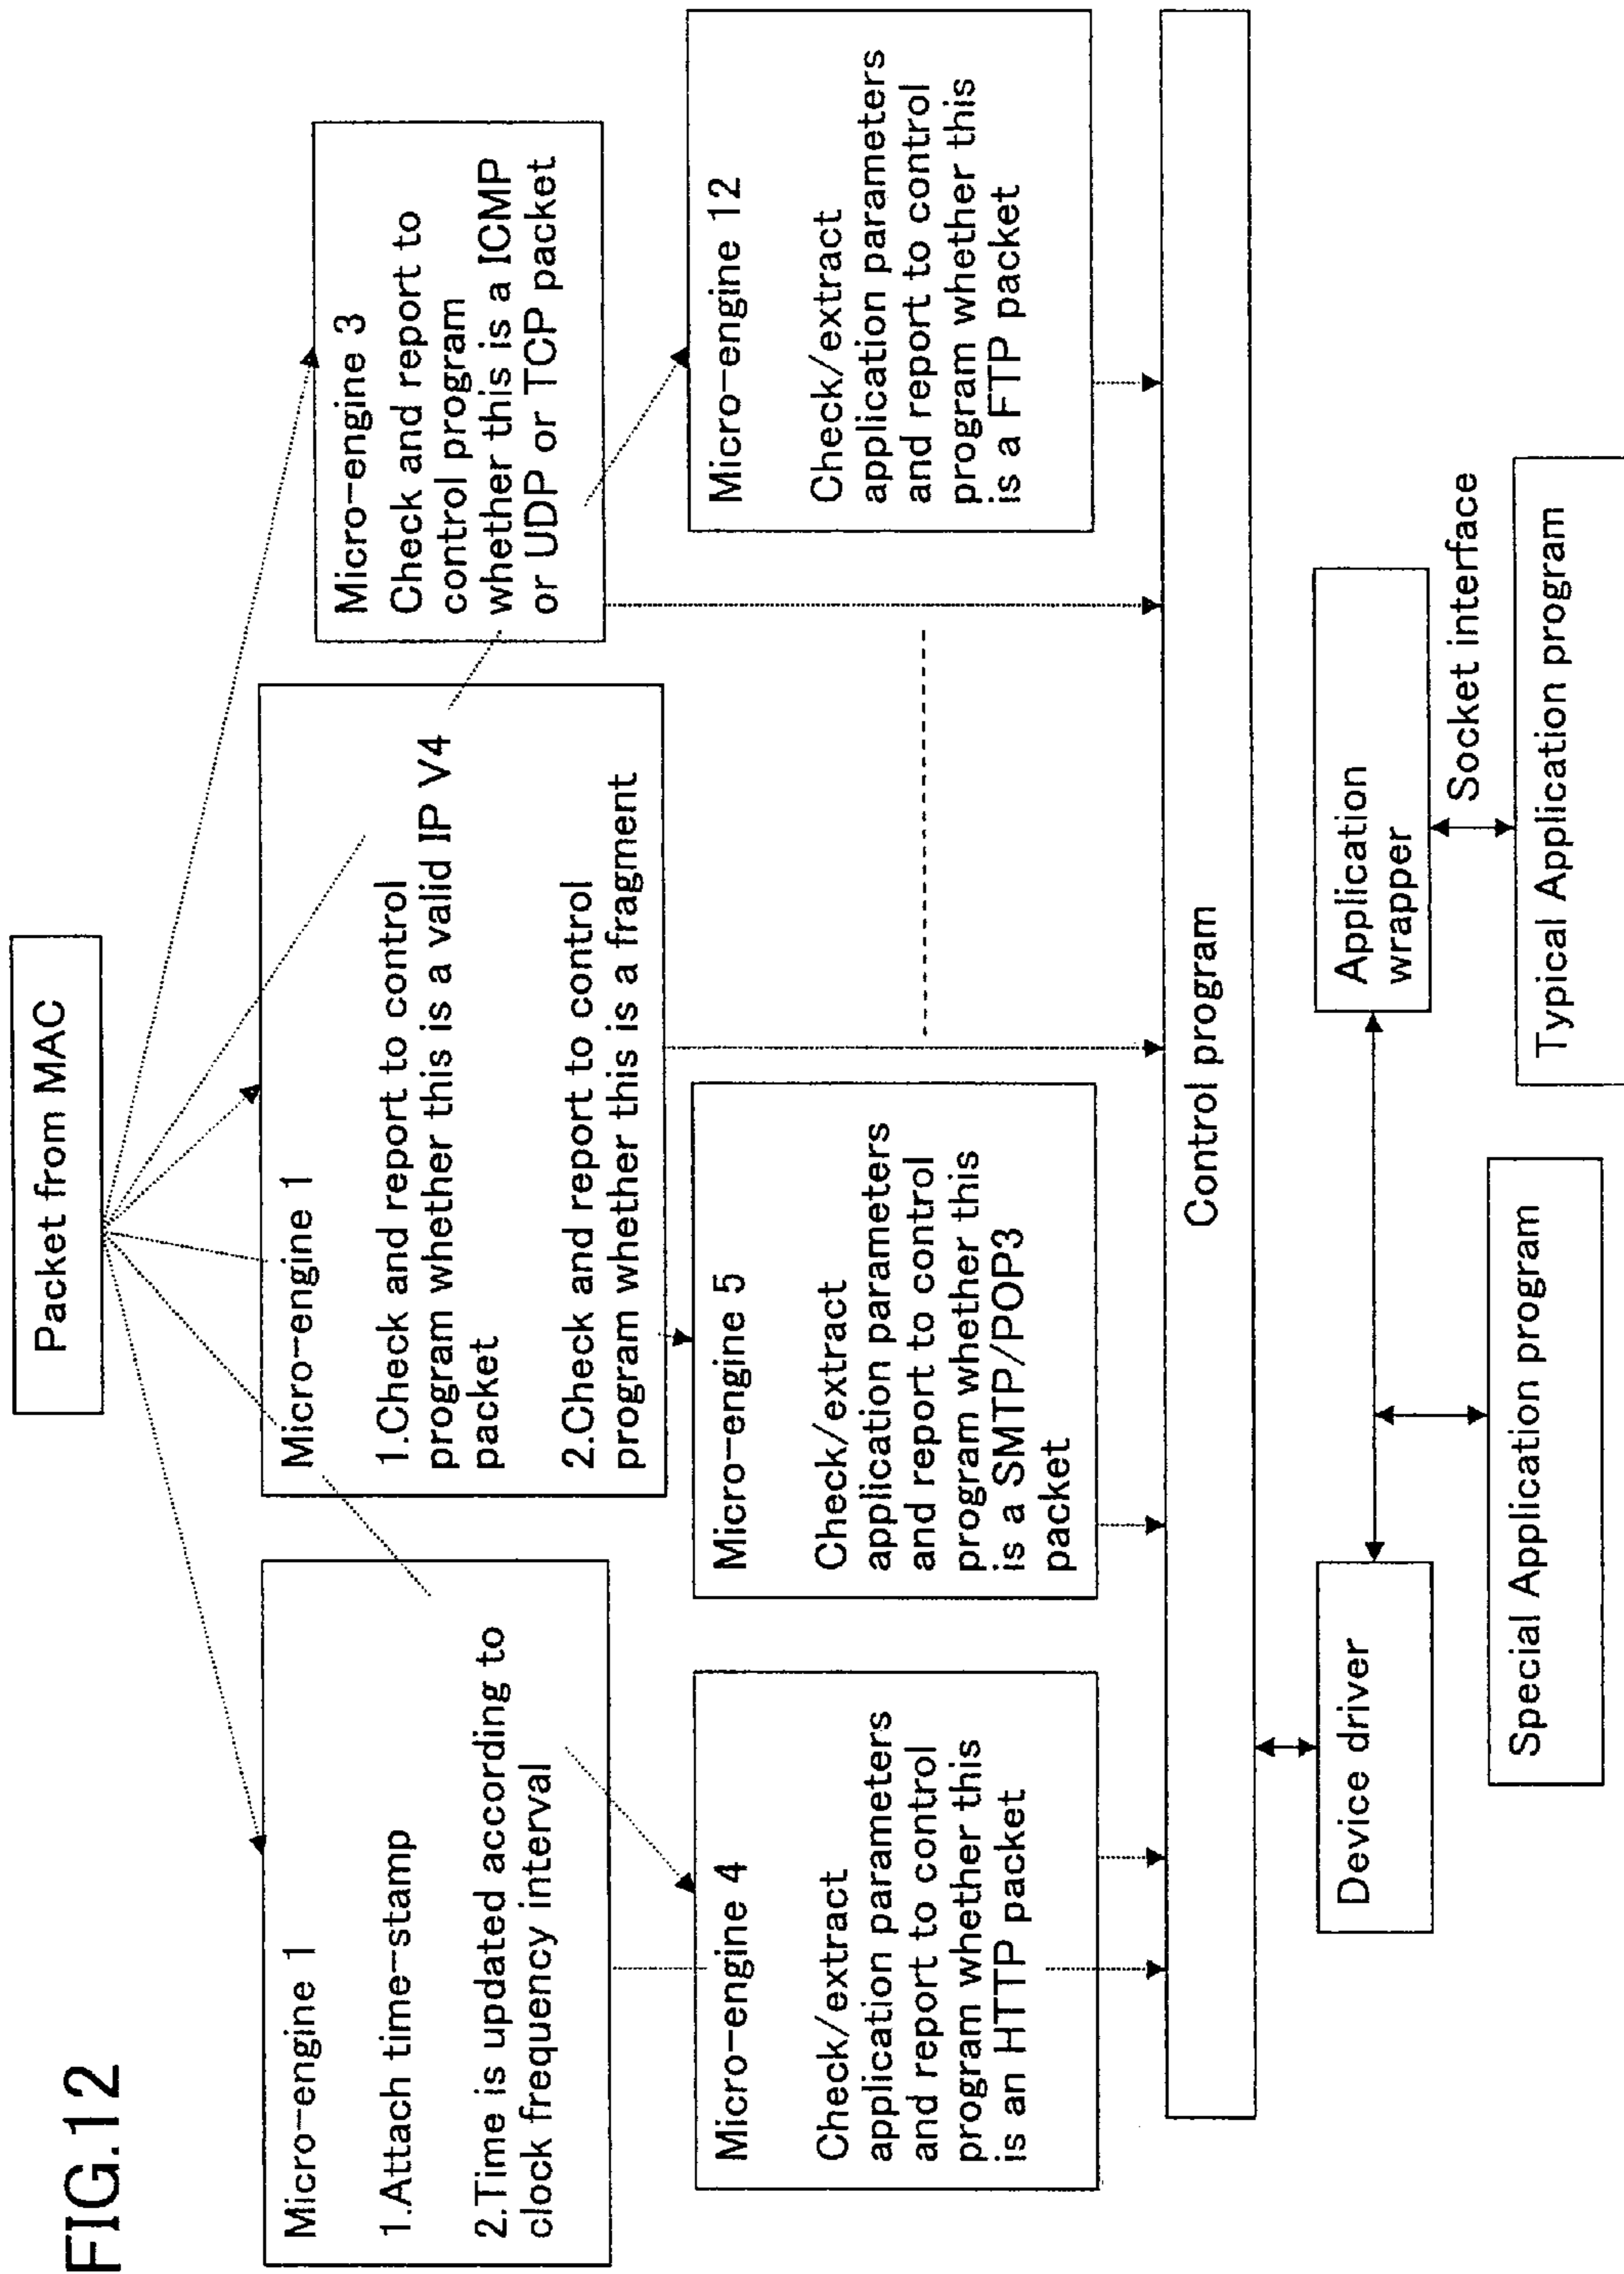 FIG.12
Packet from MAC
Micro-engine 1
1.Attach time-stamp
2.Time is updated according to
clock frequency interval
Micro-engine 1
1.Check and report to control
program whether this is a valid IP V4
packet
2.Check and report to control
program whether this is a fragment
Micro-engine 3
Check and report to
control program
whether this is a ICMP
or UDP or TCP packet
Micro-engine 4
Check/extract
application parameters
and report to control
program whether this
is an HTTP packet
Micro-engine 5
Check/extract
application parameters
and report to control
program whether this
is a SMTP/POP3
packet
Micro-engine 12
Check/extract
application parameters
and report to control
program whether this
is a FTP packet
Control program
Device driver
Application
wrapper
Socket interface
Special Application program
Typical Application program